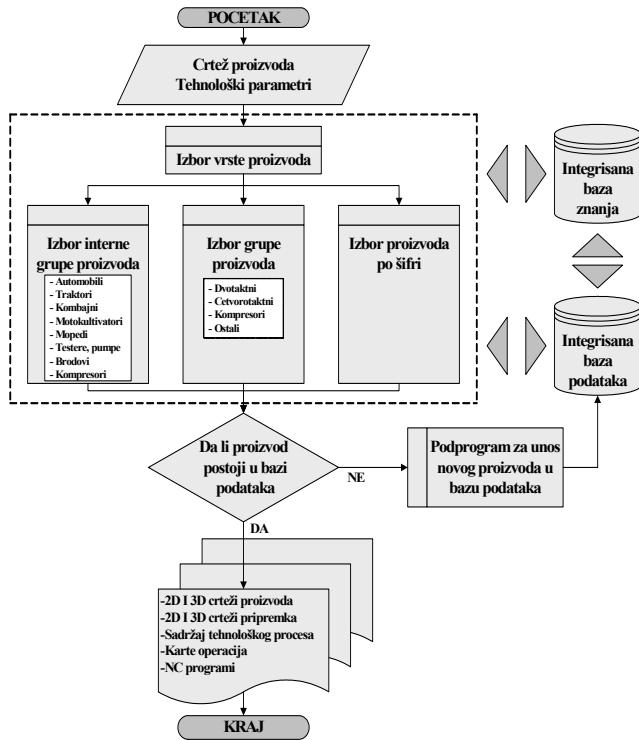 POCETAK
Crtež proizvoda
Tehnološki parametri
Izbor vrste proizvoda
Integrisana
baza
znanja
Izbor interne
grupe proizvoda
- Automobili
- Traktori
- Kombajni
- Motokultivatori
- Mopedi
- Testere, pumpe
- Brodovi
- Kompresori
Izbor grupe
proizvoda
- Dvotaktni
- Cetvorotaktni
- Kompresori
- Ostali
Izbor proizvoda
po šifri
Integrisana
baza
podataka
Da li proizvod
postoji u bazi
podataka
NE
Podprogram za unos
novog proizvoda u
bazu podataka
DA
-2D I 3D crteži proizvoda
-2D I 3D crteži pripremka
-Sadržaj tehnološkog procesa
-Karte operacija
-NC programi
KRAJ